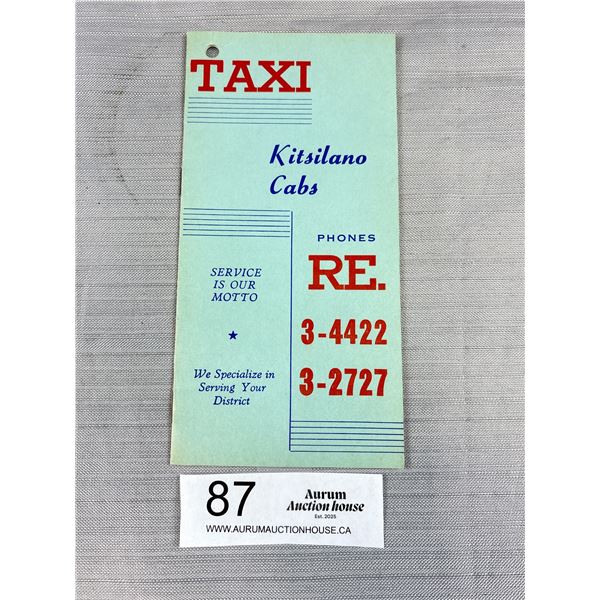 TAXI
Kitsilano
Cabs
PHONES
RE.
3-4422
3-2727
SERVICE
IS OUR
MOTTO
★
We Specialize in
Serving Your
District
87
Aurum
Auction house
Est. 2025
WWW.AURUMAUCTIONHOUSE.CA